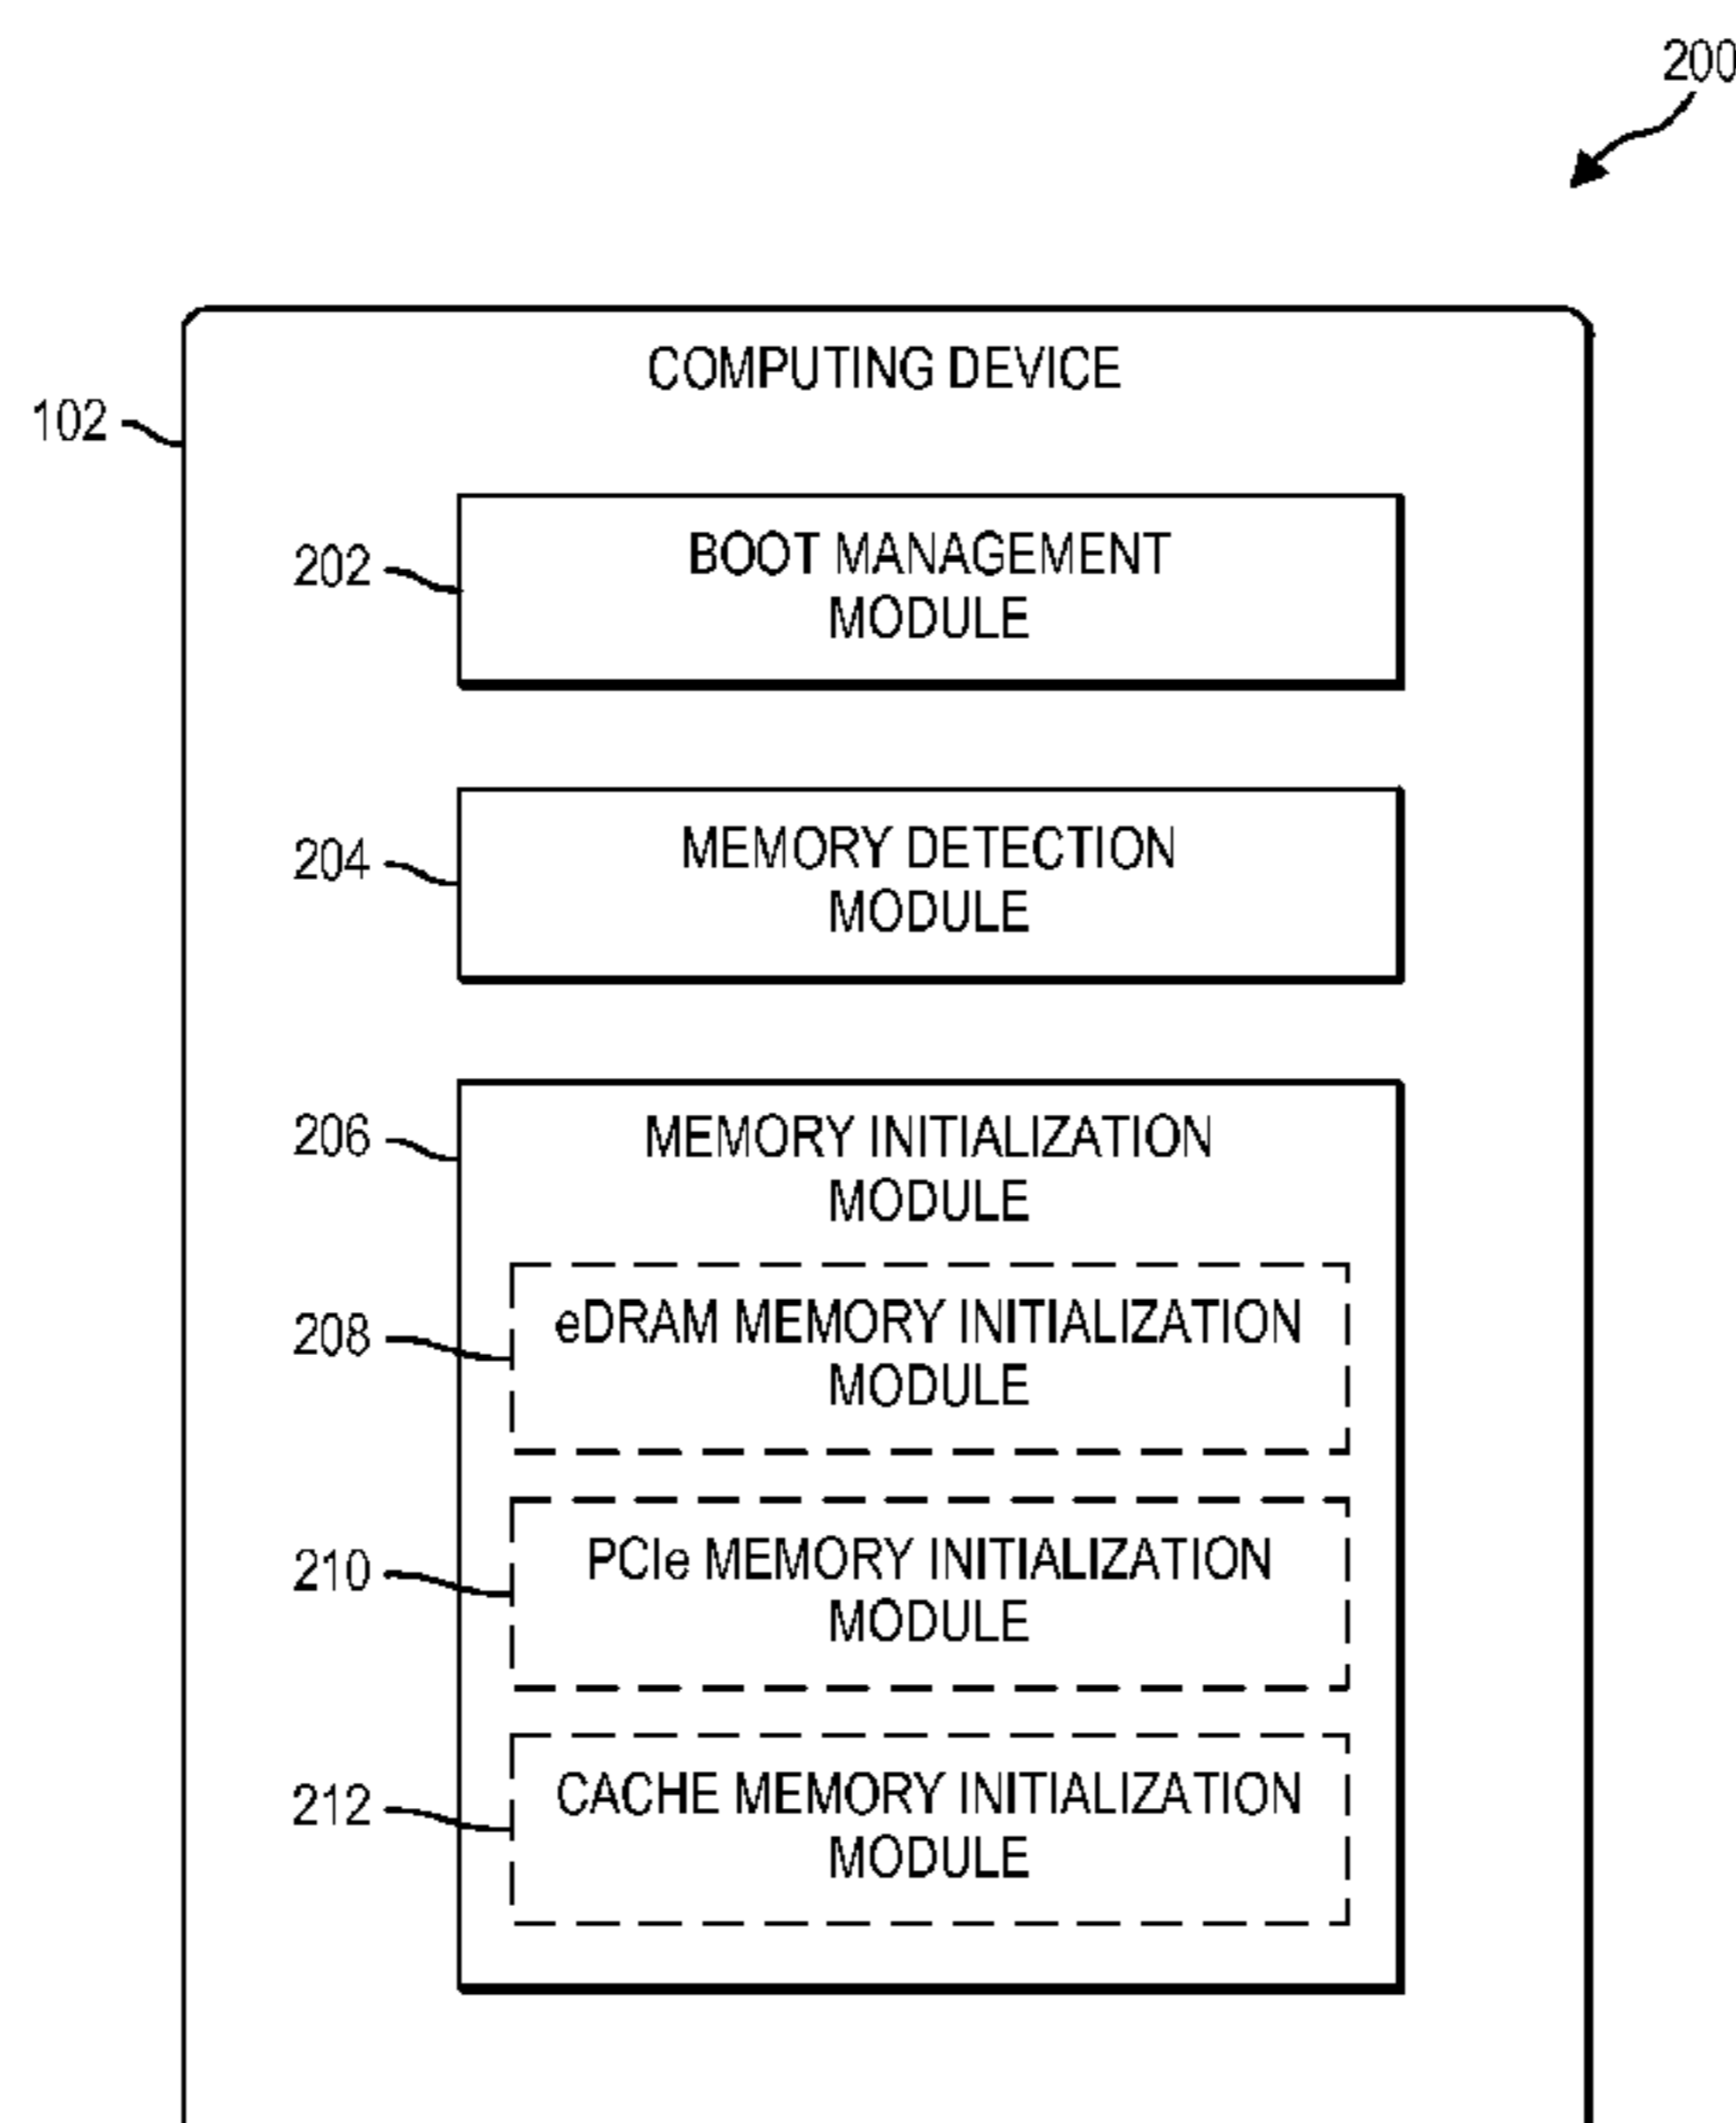 200
COMPUTING DEVICE
102
BOOT MANAGEMENT
202
MODULE
MEMORY DETECTION
204
MODULE
206
MEMORY INITIALIZATION
MODULE
eDRAM MEMORY INITIALIZATION
208
MODULE
PCIe MEMORY INITIALIZATION
210
MODULE
CACHE MEMORY INITIALIZATION
212
MODULE